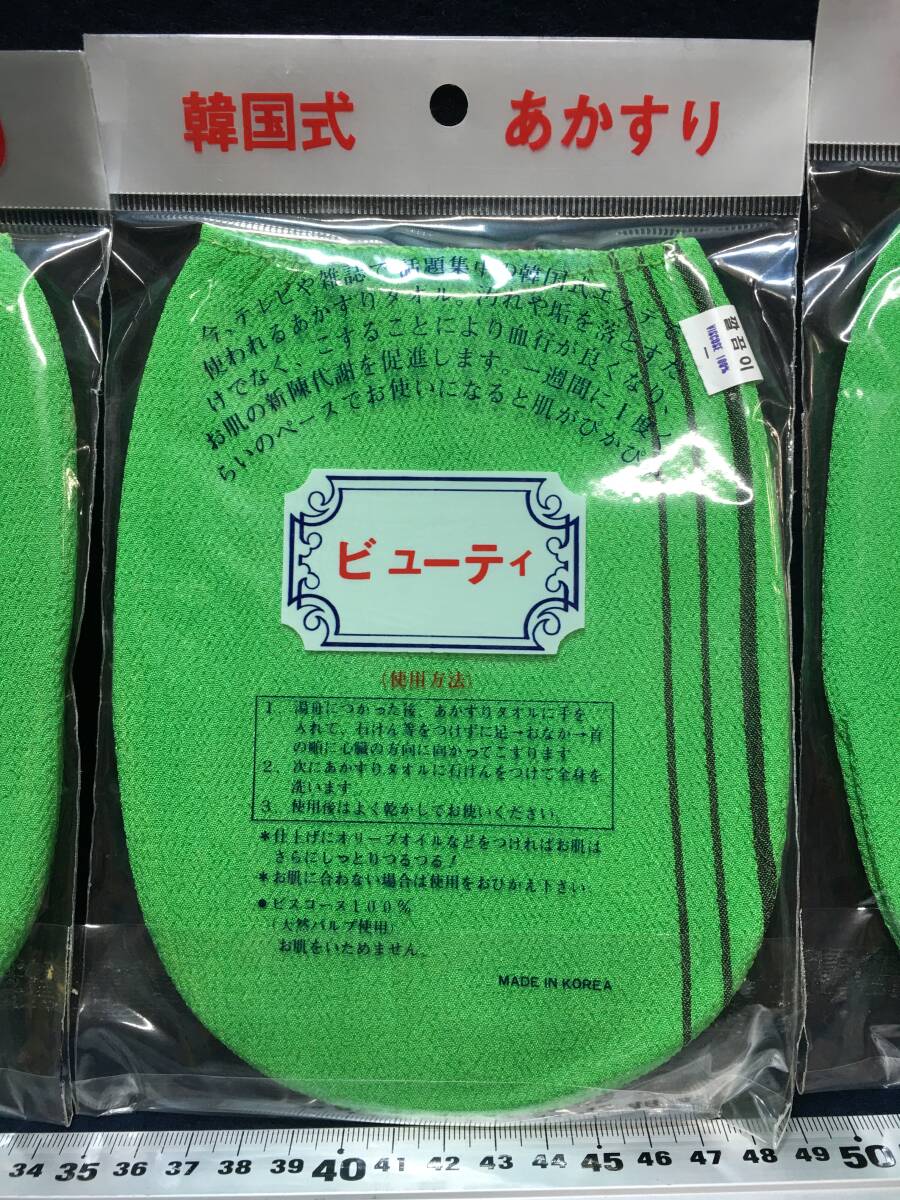 韓国式 あかすり
今、テレビや雑誌で話題集中の韓国式エステで
使われるあかすりタオル。汚れや垢を落とすだ
けでなく、こすることにより血行が良くなり、
お肌の新陳代謝を促進します。一週間に1度く
らいのペースでお使いになると肌がぴかぴ
깔끔이
VISCOSE 100%
ビューティ
(使用方法)
1. 湯舟につかった後、あかすりタオルに手を
入れて、石けん等をつけずに足→おなか→首
の順に心臓の方向に向かってこすります
2. 次にあかすりタオルに石けんをつけて全身を
洗います。
3. 使用後はよく乾かしてお使いください。
*仕上げにオリーブオイルなどをつければお肌は
さらにしっとりつるつる!
*お肌に合わない場合は使用をおひかえ下さい。
●ビスコース100%
(天然パルプ使用)
お肌をいためません。
MADE IN KOREA
34 35 36 37 38 39 40 41 42 43 44 45 46 47 48 49 50